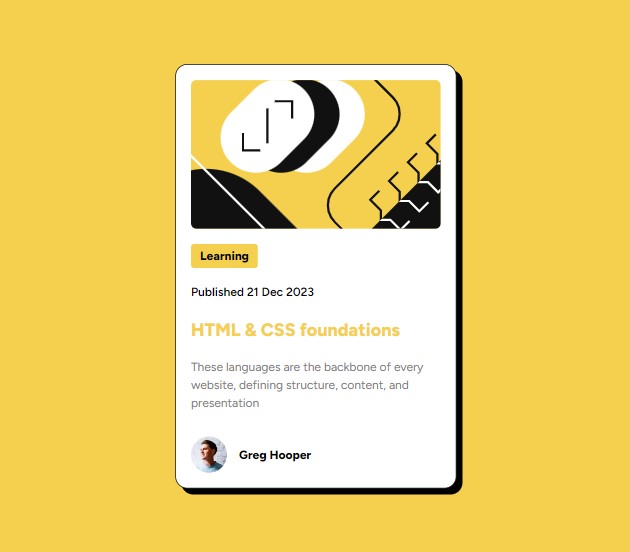 Learning
Published 21 Dec 2023
HTML & CSS foundations
These languages are the backbone of every
website, defining structure, content, and
presentation
Greg Hooper